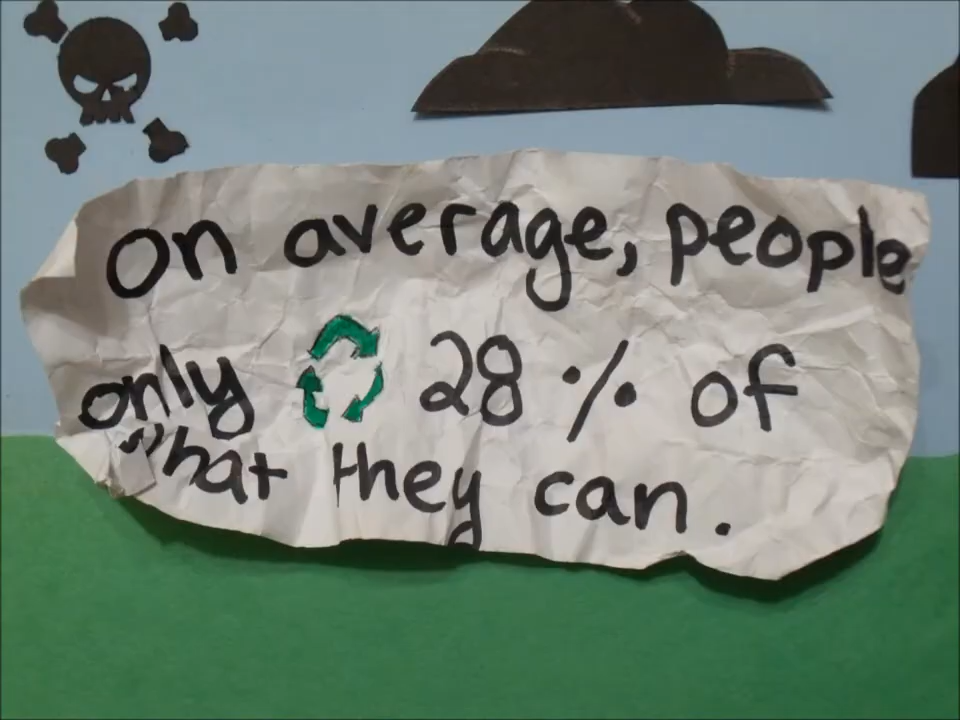 On average, people
only ♻ 28 % of
what they can.